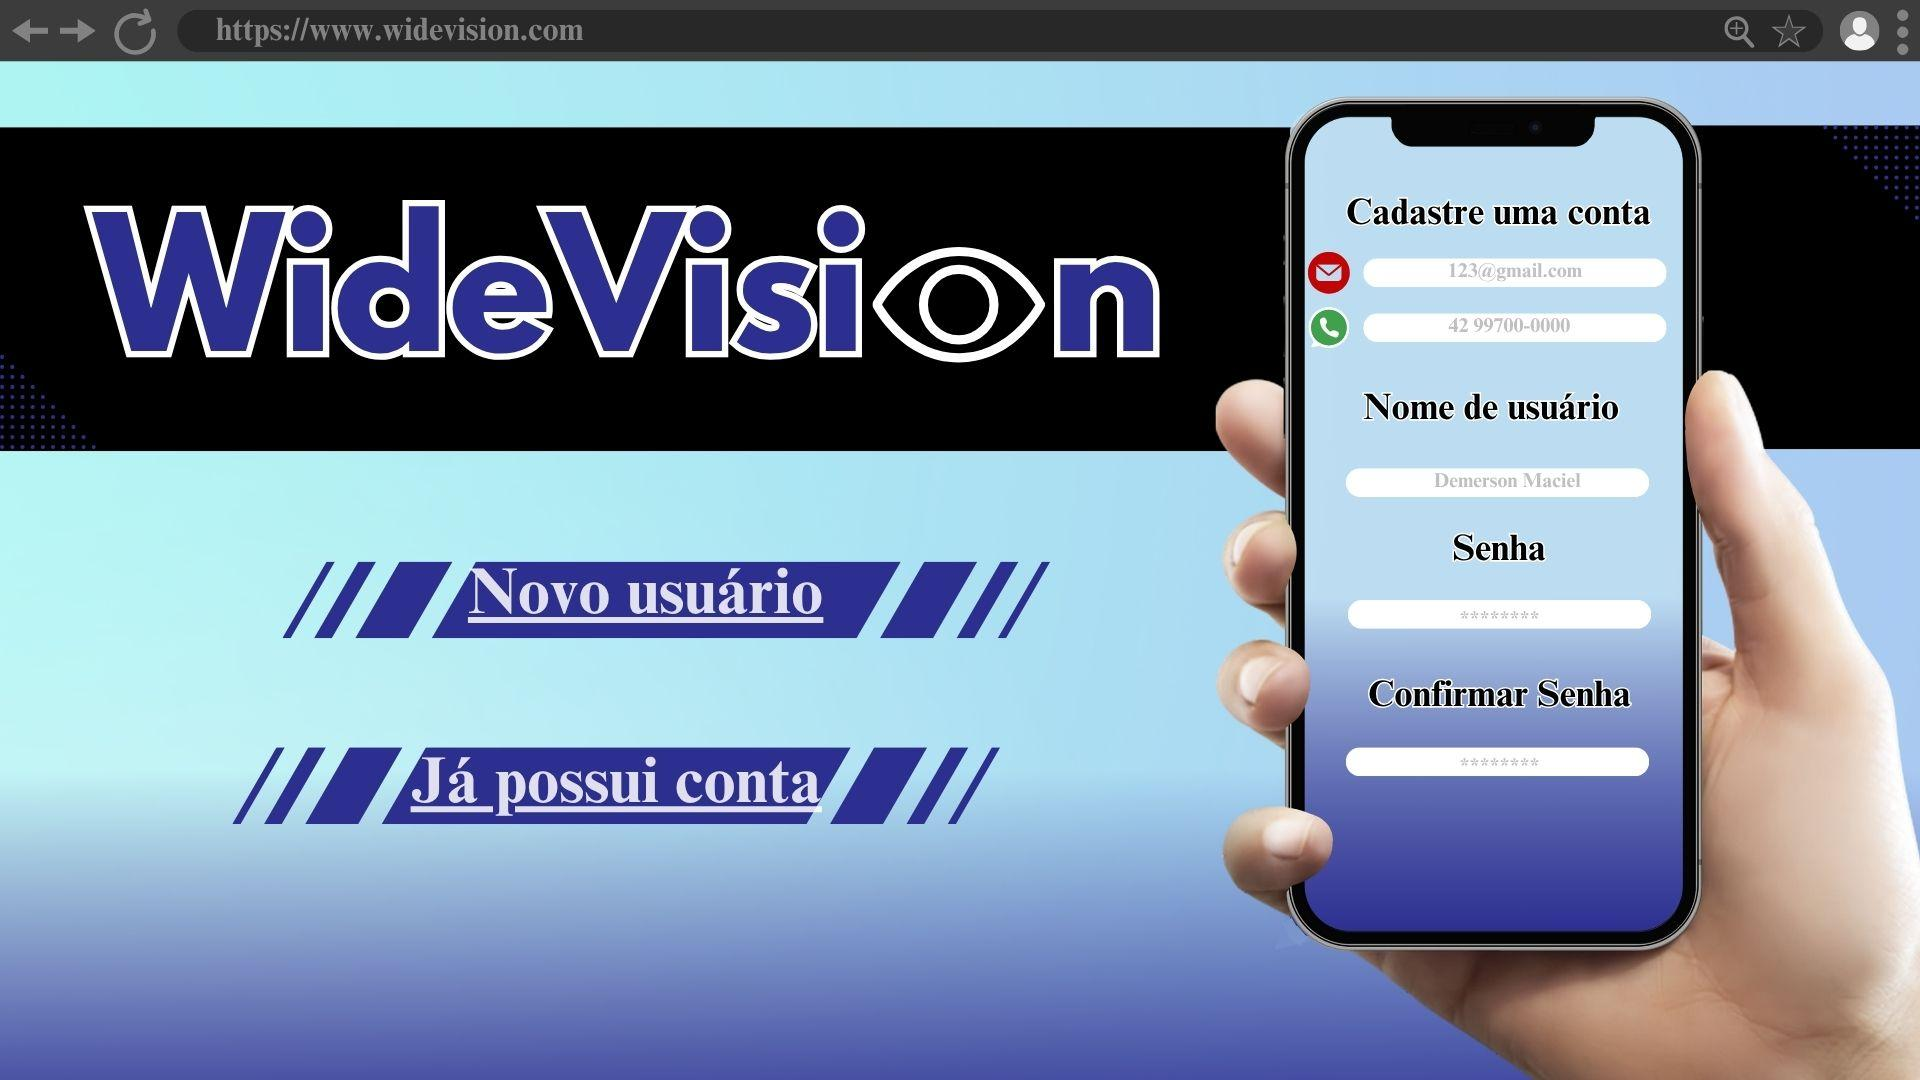 https://www.widevision.com
WideVision
Novo usuário
Já possui conta
Cadastre uma conta
123@gmail.com
42 99700-0000
Nome de usuário
Demerson Maciel
Senha
********
Confirmar Senha
********